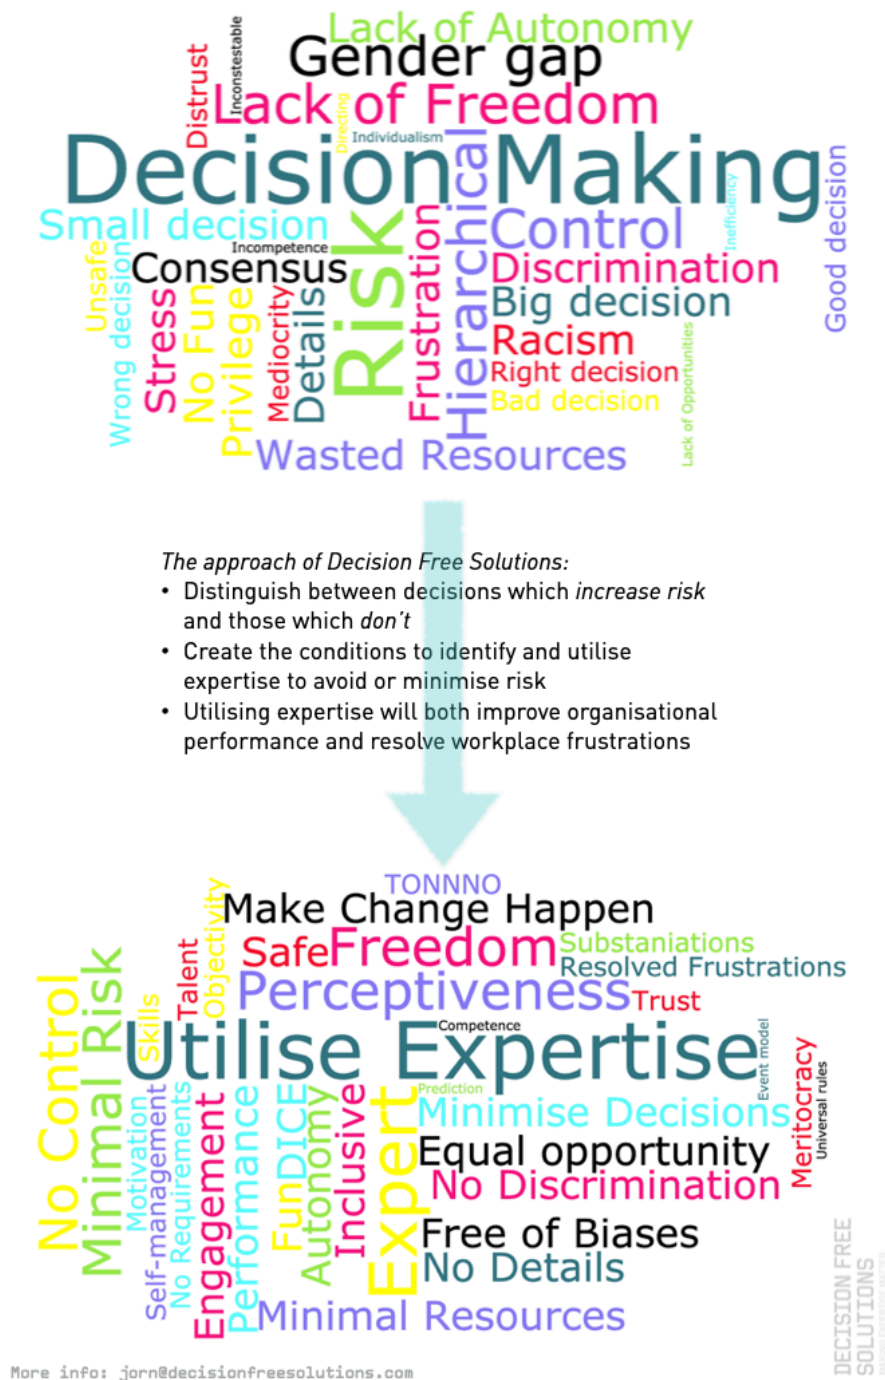 Lack of Autonomy
Gender gap
Distrust
Inconstestable
Lack of Freedom
Directing
Individualism
Decision Making
Hierarchical
Inefficiency
Good decision
Small decision
Risk
Frustration
Control
Incompetence
Unsafe
Wrong decision
Consensus
Discrimination
Stress
No Fun
Privilege
Mediocrity
Details
Big decision
Racism
Right decision
Bad decision
Lack of Opportunities
Wasted Resources
The approach of Decision Free Solutions:
• Distinguish between decisions which increase risk
and those which don't
• Create the conditions to identify and utilise
expertise to avoid or minimise risk
• Utilising expertise will both improve organisational
performance and resolve workplace frustrations
TONNNO
Make Change Happen
Objectivity
Talent
Safe
Freedom
Substaniations
Resolved Frustrations
Perceptiveness
Trust
No Control
Minimal Risk
Skills
Utilise Expertise
Competence
Event model
Meritocracy
Universal rules
Prediction
Motivation
Self-management
No Requirements
Engagement
Performance
Fun
DICE
Autonomy
Inclusive
Expert
Minimise Decisions
Equal opportunity
No Discrimination
Free of Biases
No Details
Minimal Resources
DECISION FREE
SOLUTIONS
More info: jorn@decisionfreesolutions.com